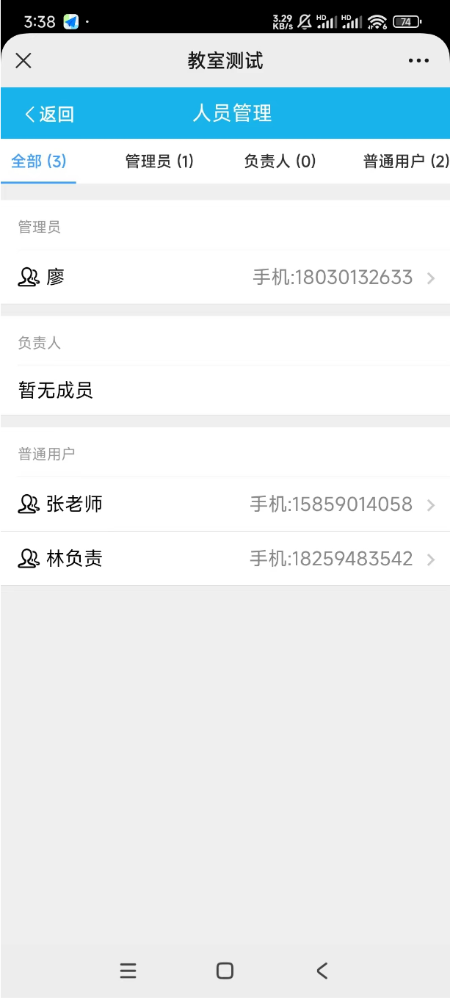 3:38
3.29 KB/s HD HD 6 74
教室测试
返回 人员管理
全部 (3) 管理员 (1) 负责人 (0) 普通用户 (2)
管理员
廖 手机:18030132633
负责人
暂无成员
普通用户
张老师 手机:15859014058
林负责 手机:18259483542